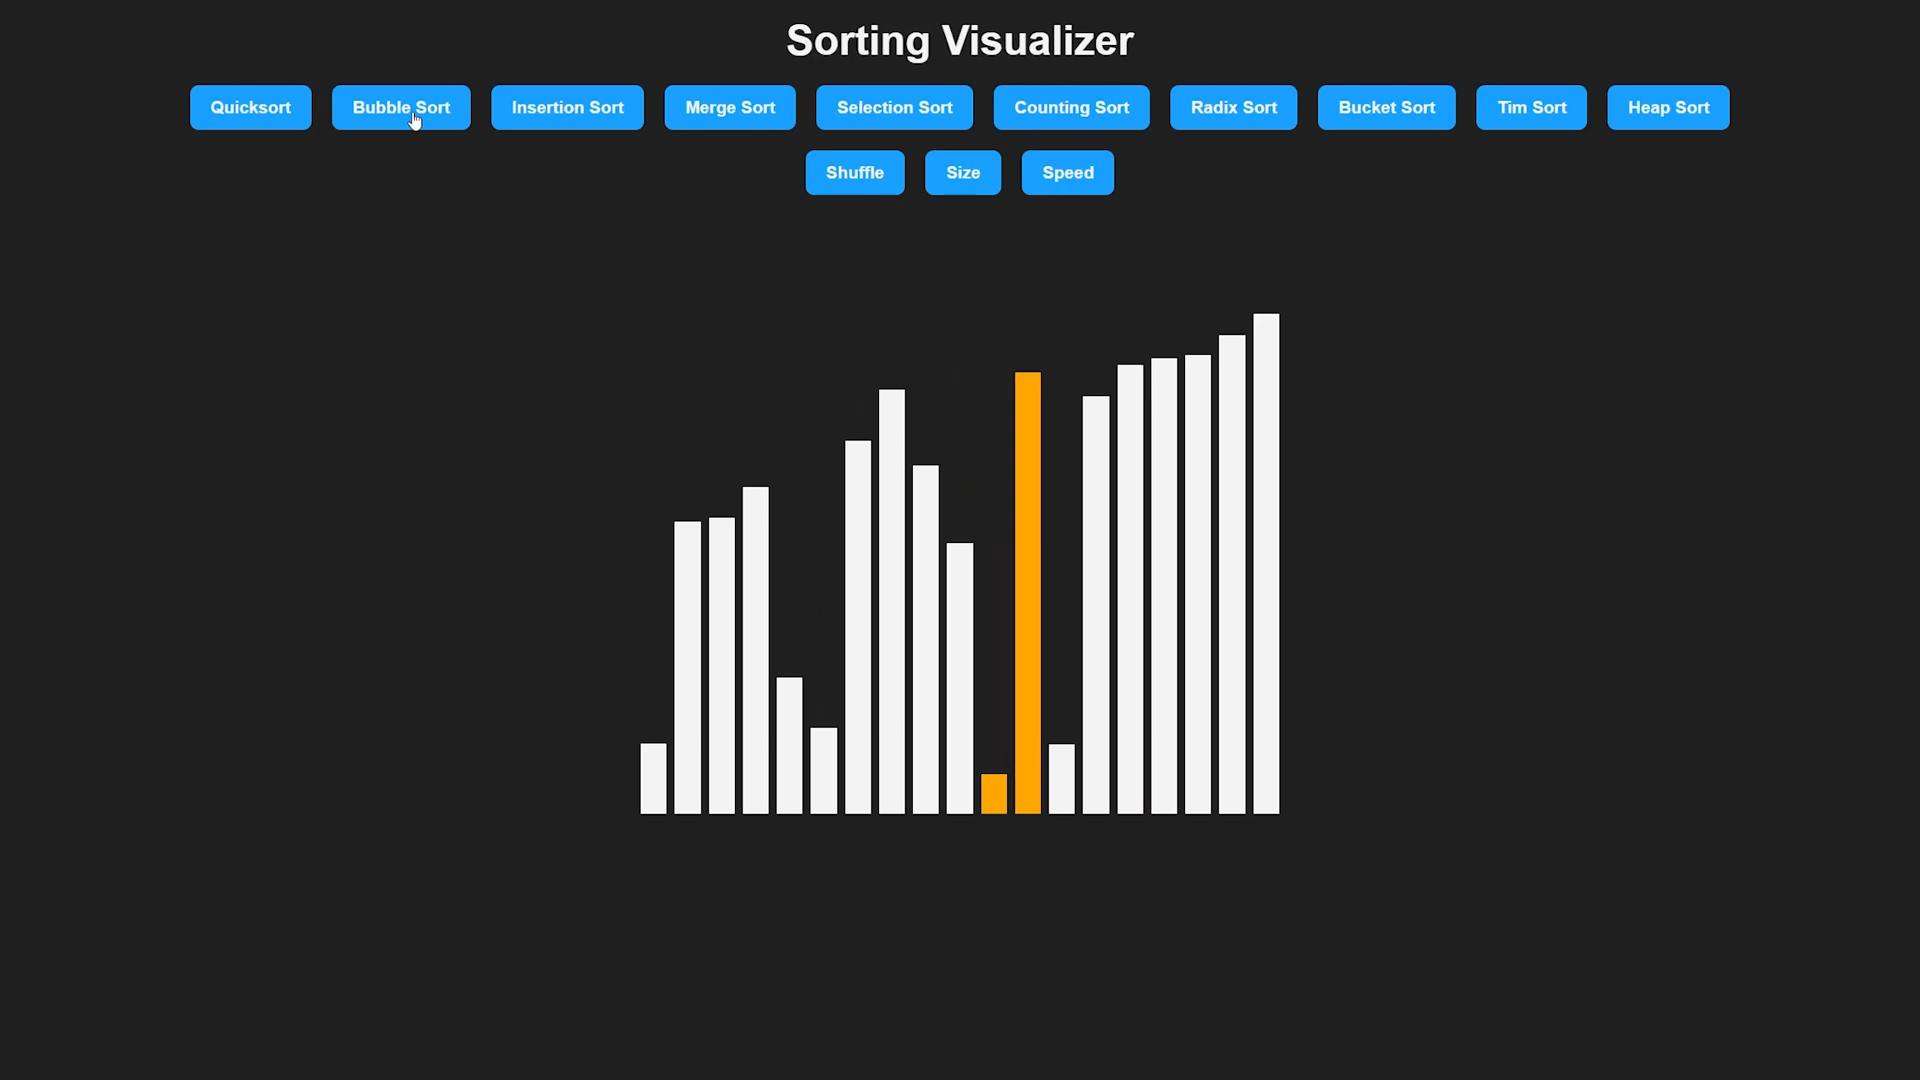 Sorting Visualizer
Quicksort Bubble Sort Insertion Sort Merge Sort Selection Sort Counting Sort Radix Sort Bucket Sort Tim Sort Heap Sort
Shuffle Size Speed